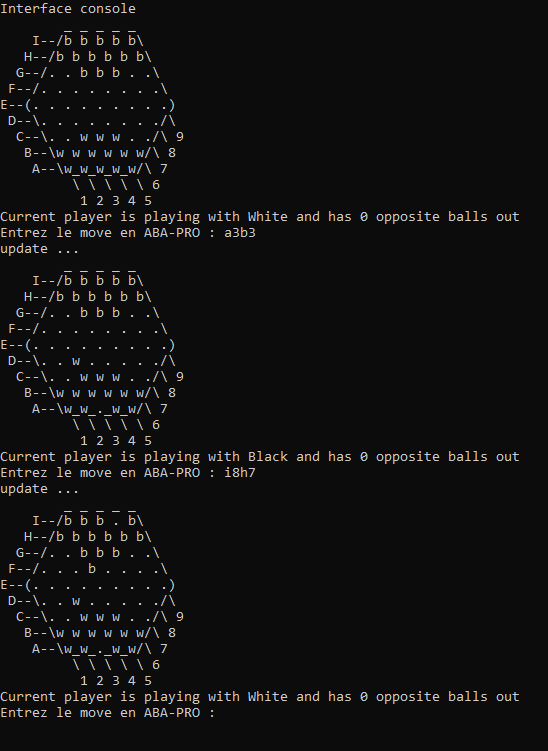 Interface console
        _ _ _ _ _
    I--/b b b b b\
   H--/b b b b b b\
  G--/. . b b b . .\
 F--/. . . . . . . .\
E--(. . . . . . . . .)
 D--\. . . . . . . ./\
  C--\. . w w w . ./\ 9
   B--\w w w w w w/\ 8
    A--\w_w_w_w_w/\ 7
         \ \ \ \ \ 6
          1 2 3 4 5
Current player is playing with White and has 0 opposite balls out
Entrez le move en ABA-PRO : a3b3
update ...
        _ _ _ _ _
    I--/b b b b b\
   H--/b b b b b b\
  G--/. . b b b . .\
 F--/. . . . . . . .\
E--(. . . . . . . . .)
 D--\. . w . . . . ./\
  C--\. . w w w . ./\ 9
   B--\w w w w w w/\ 8
    A--\w_w_._w_w/\ 7
         \ \ \ \ \ 6
          1 2 3 4 5
Current player is playing with Black and has 0 opposite balls out
Entrez le move en ABA-PRO : i8h7
update ...
        _ _ _ _ _
    I--/b b b . b\
   H--/b b b b b b\
  G--/. . b b b . .\
 F--/. . . b . . . .\
E--(. . . . . . . . .)
 D--\. . w . . . . ./\
  C--\. . w w w . ./\ 9
   B--\w w w w w w/\ 8
    A--\w_w_._w_w/\ 7
         \ \ \ \ \ 6
          1 2 3 4 5
Current player is playing with White and has 0 opposite balls out
Entrez le move en ABA-PRO :